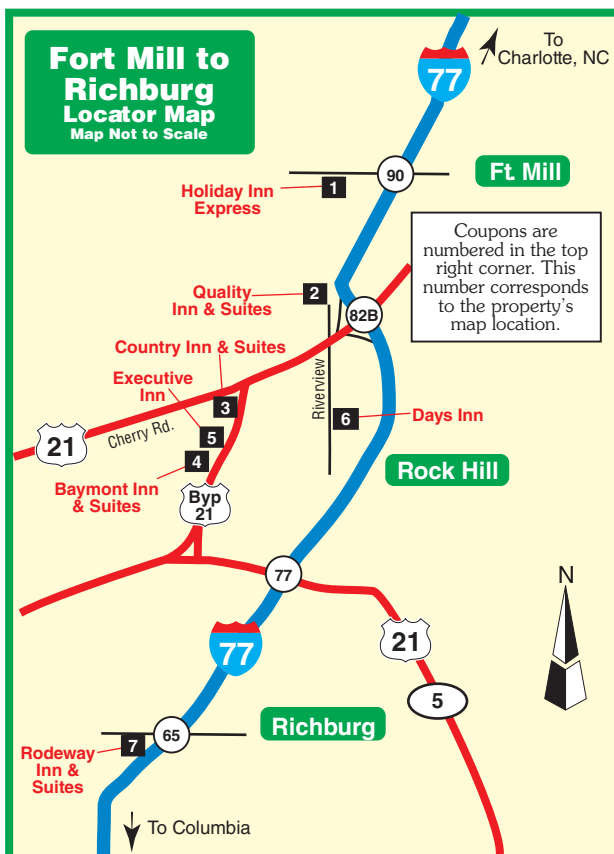 Fort Mill to
Richburg
Locator Map
Map Not to Scale
To
Charlotte, NC
77
90
Ft. Mill
1
Holiday Inn
Express
Coupons are
numbered in the top
right corner. This
number corresponds
to the property's
map location.
Quality
Inn & Suites
2
82B
Country Inn & Suites
Executive
Inn
3
Riverview
6
Days Inn
21
Cherry Rd.
5
4
Baymont Inn
& Suites
Rock Hill
Byp
21
77
N
77
21
5
Richburg
65
7
Rodeway
Inn &
Suites
To Columbia